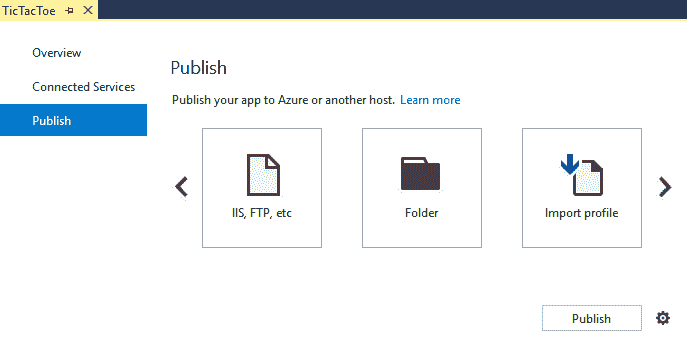 TicTacToe
Overview
Connected Services
Publish
Publish
Publish your app to Azure or another host. Learn more
IIS, FTP, etc
Folder
Import profile
Publish